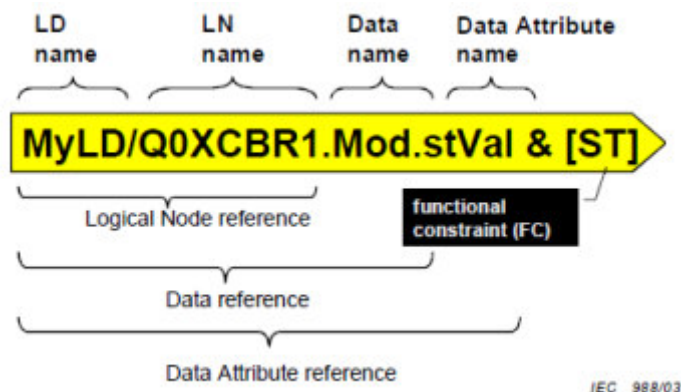 LD name LN name Data name Data Attribute name
MyLD/Q0XCBR1.Mod.stVal & [ST]
Logical Node reference
functional constraint (FC)
Data reference
Data Attribute reference
IEC 988/03